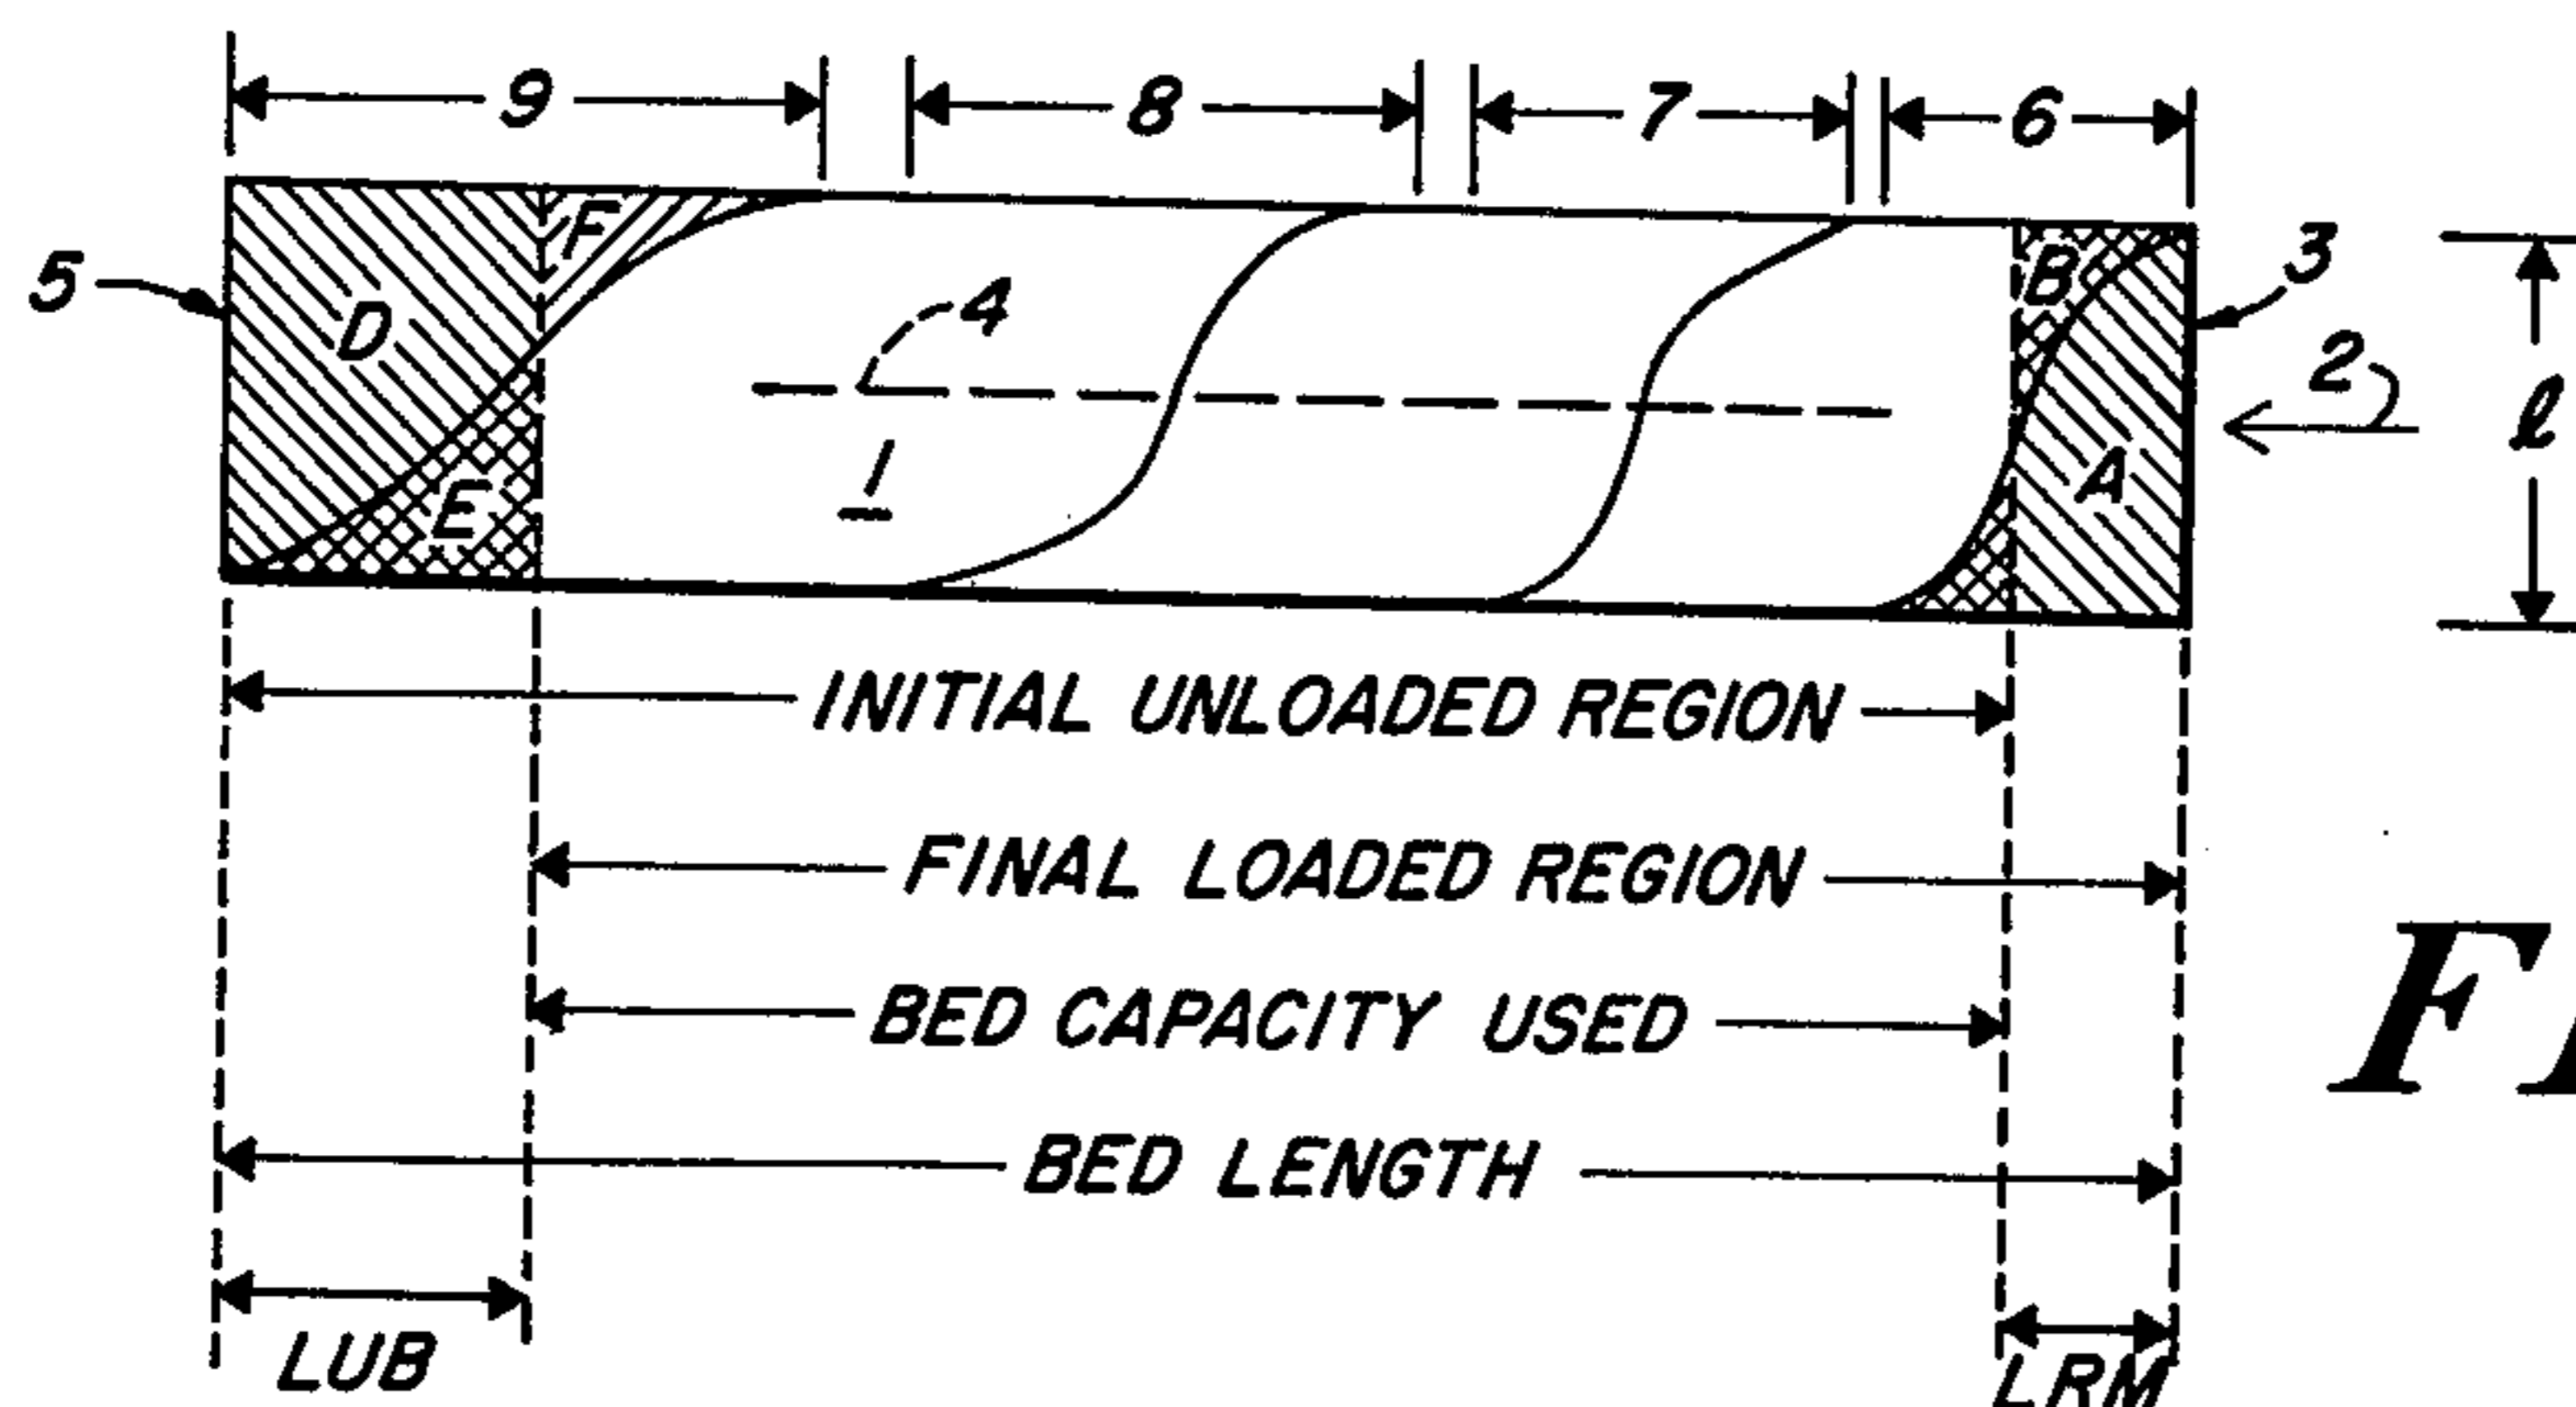 9 8 7 6
5 D F 4 B 3
2
E 1 A l
INITIAL UNLOADED REGION
FINAL LOADED REGION
BED CAPACITY USED
BED LENGTH
LUB LRM